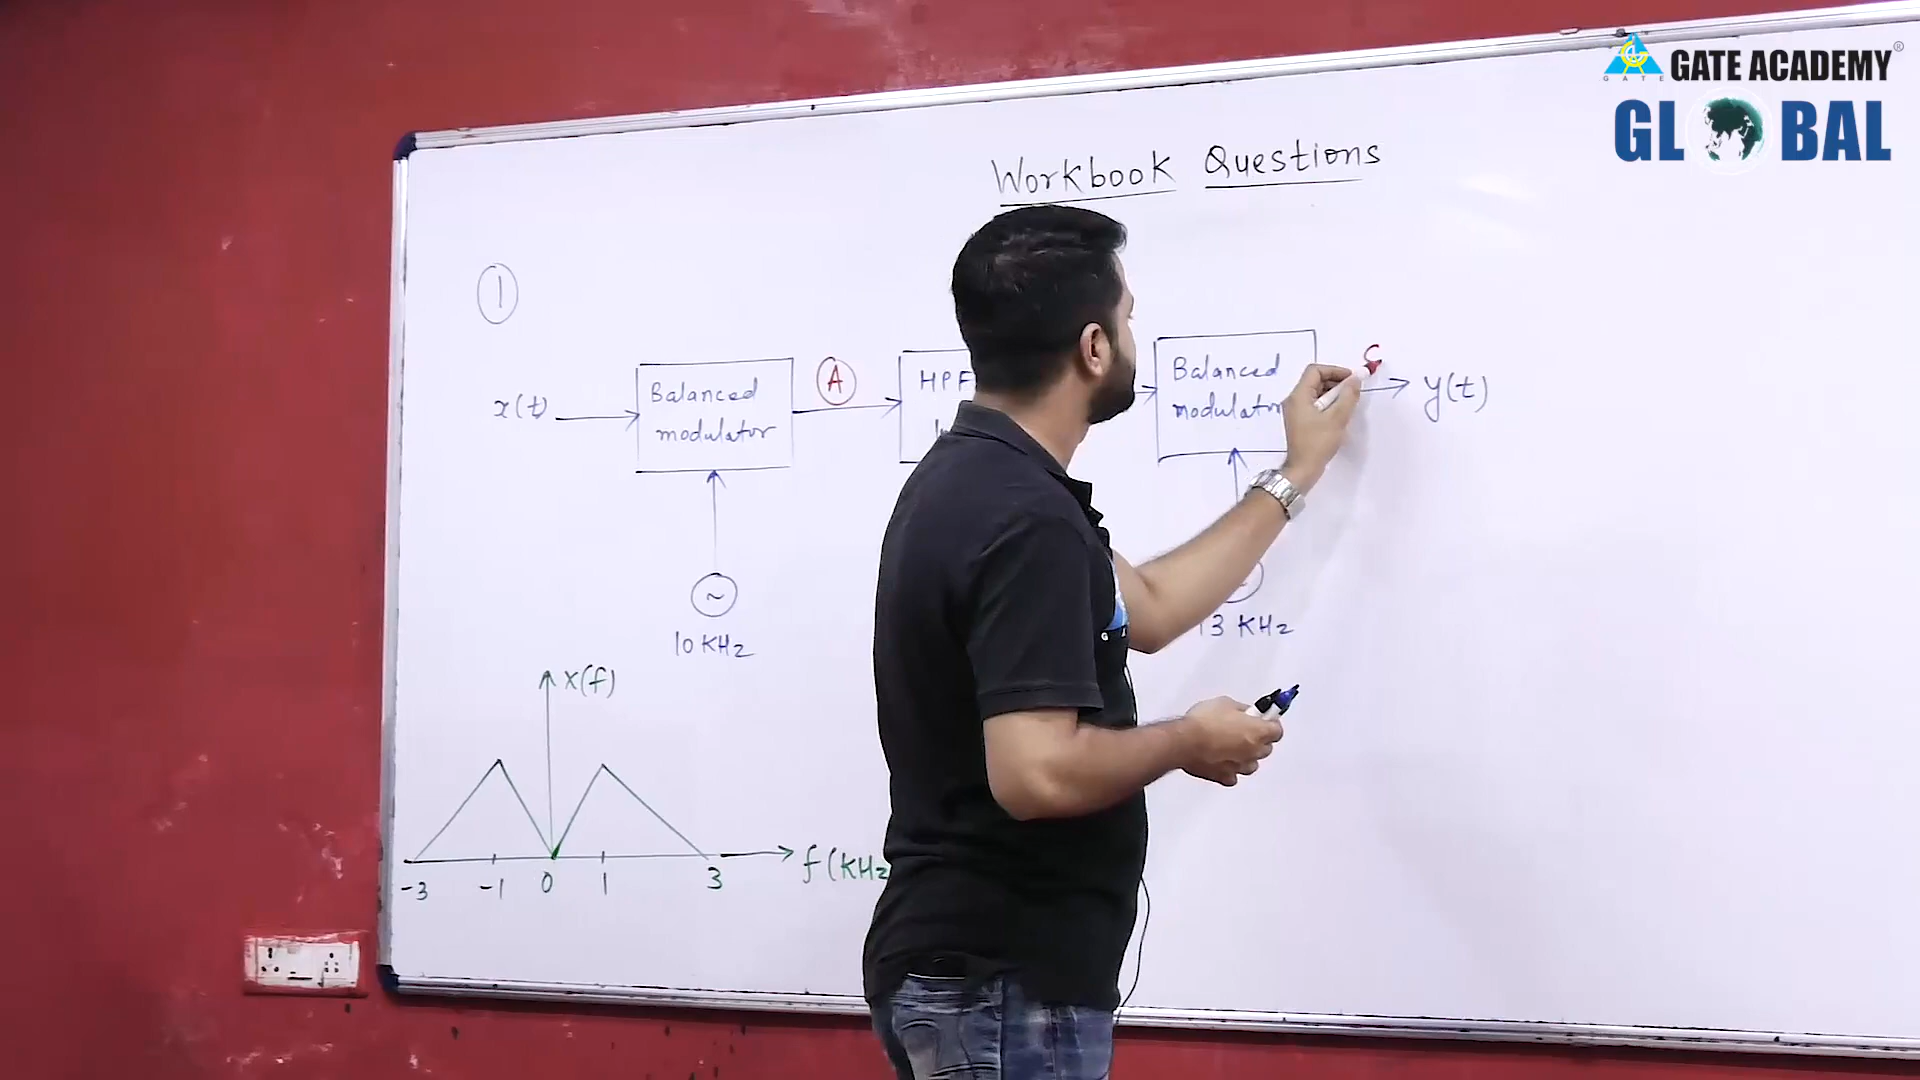 GATE ACADEMY®
GATE
GLOBAL
Workbook Questions
1
x(t)
Balanced
modulator
A
HPF
Balanced
modulator
C
y(t)
~
10 KHz
13 KHz
X(f)
-3 -1 0 1 3
f(KHz